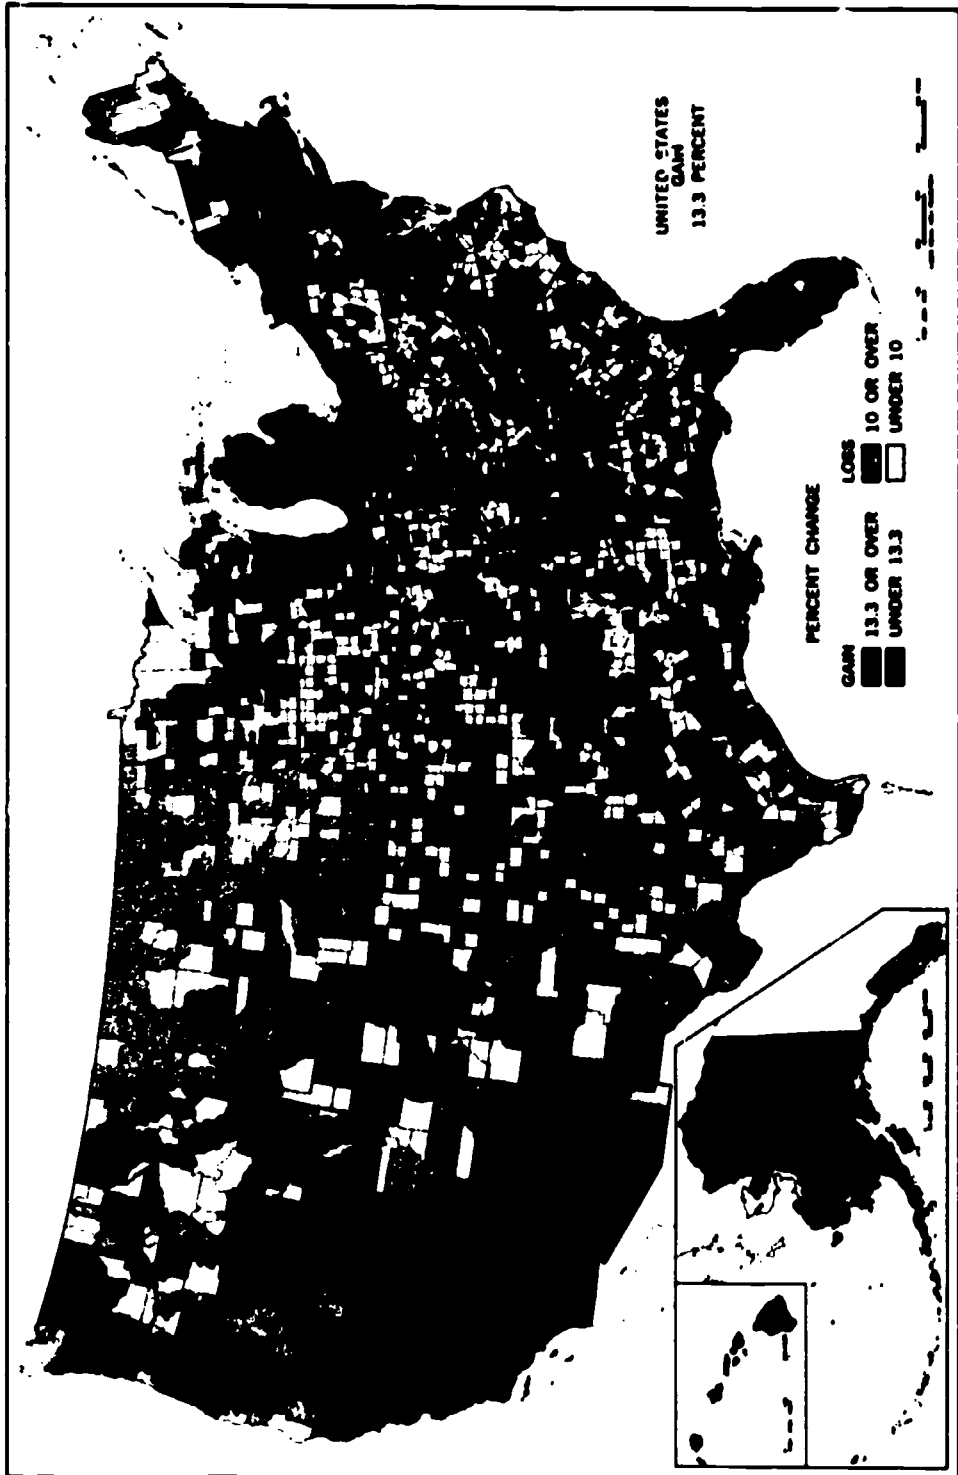 UNITED STATES
GAIN
13.3 PERCENT
PERCENT CHANGE
GAIN
13.3 OR OVER
UNDER 13.3
LOSS
10 OR OVER
UNDER 10